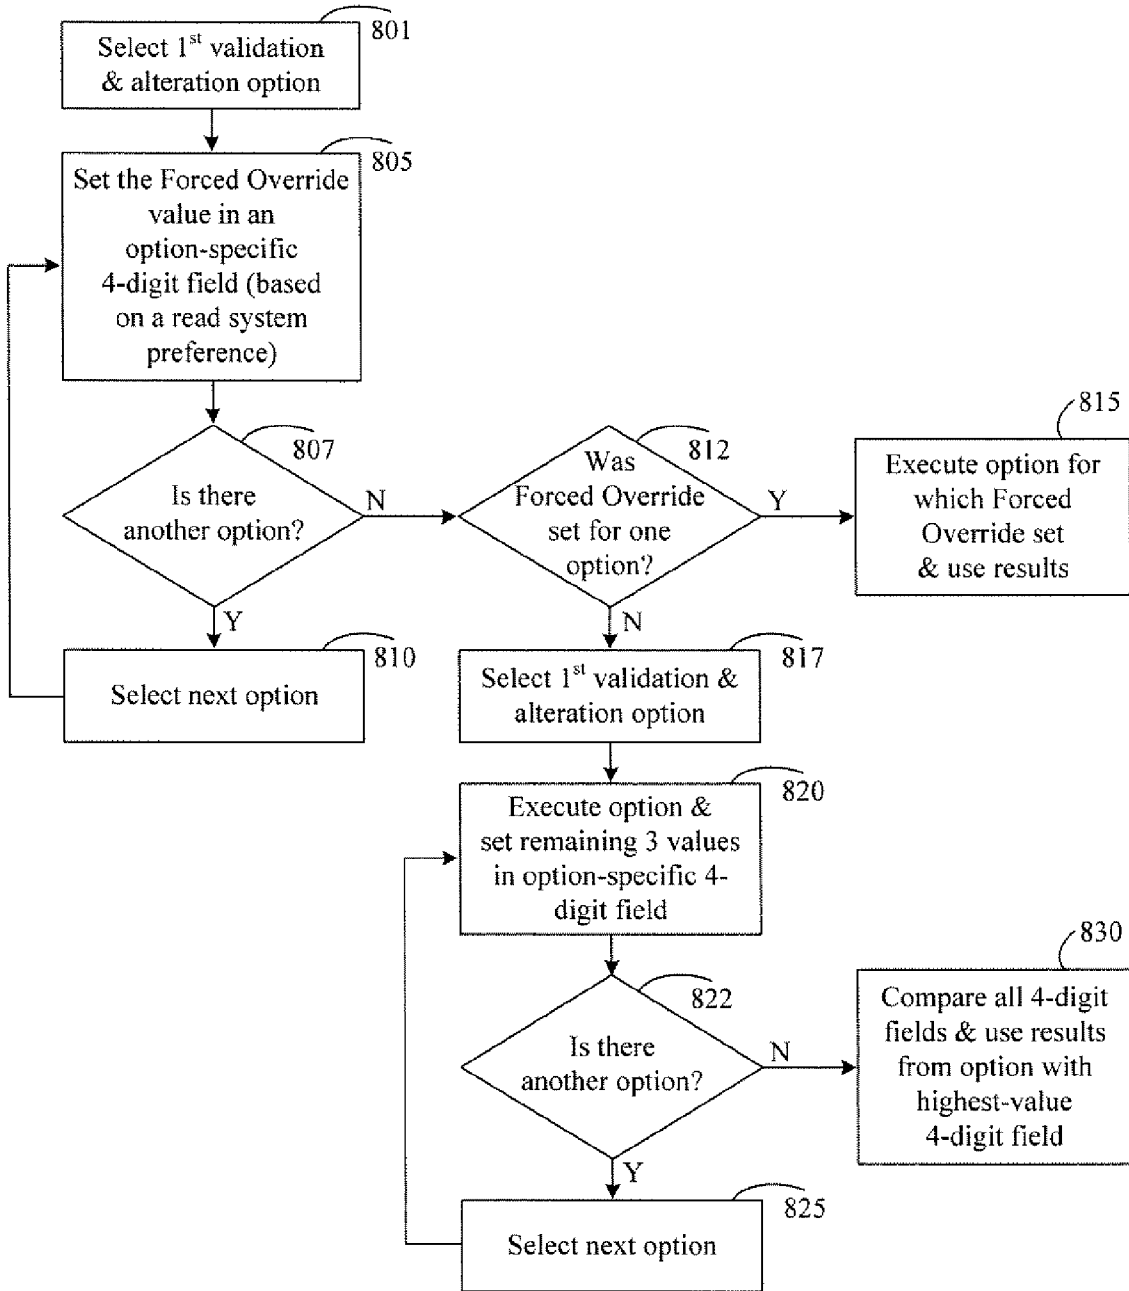 801
Select 1st validation
& alteration option
805
Set the Forced Override
value in an
option-specific
4-digit field (based
on a read system
preference)
807
Is there
another option?
N
Y
810
Select next option
812
Was
Forced Override
set for one
option?
Y
N
815
Execute option for
which Forced
Override set
& use results
817
Select 1st validation &
alteration option
820
Execute option &
set remaining 3 values
in option-specific 4-
digit field
822
Is there
another option?
N
Y
825
Select next option
830
Compare all 4-digit
fields & use results
from option with
highest-value
4-digit field